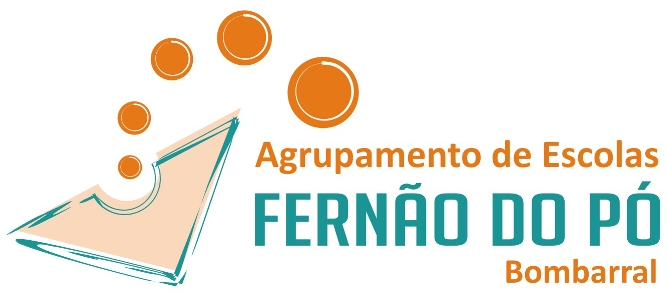 Agrupamento de Escolas
FERNÃO DO PÓ
Bombarral